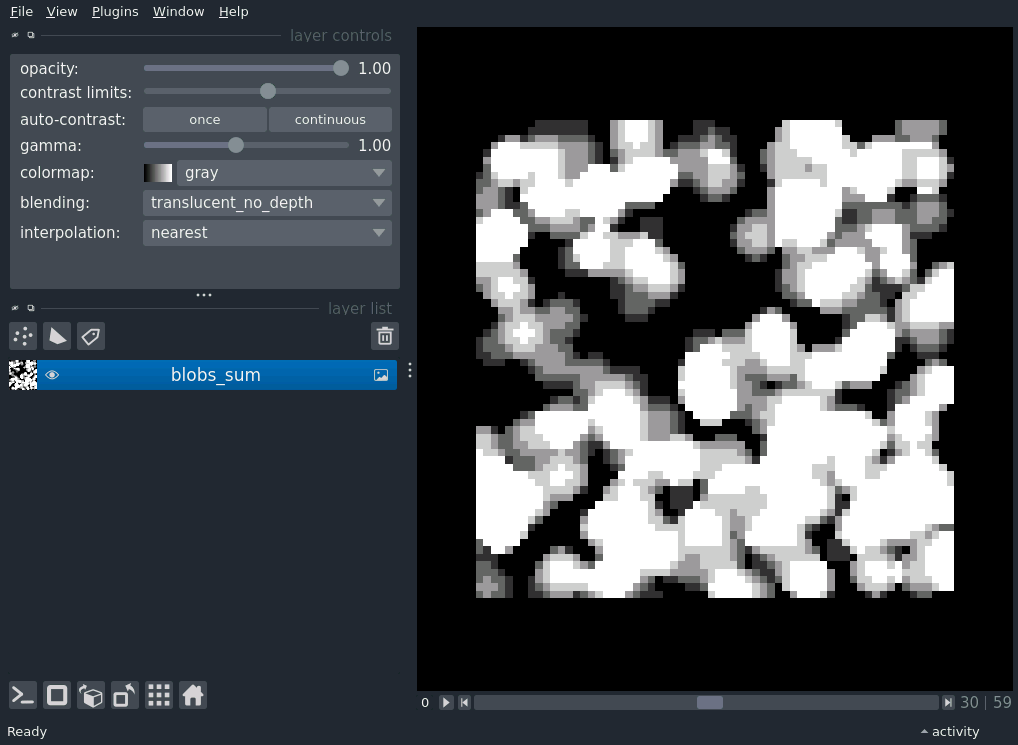 File View Plugins Window Help
layer controls
opacity: 1.00
contrast limits:
auto-contrast: once continuous
gamma: 1.00
colormap: gray
blending: translucent_no_depth
interpolation: nearest
layer list
blobs_sum
0 30 59
Ready activity